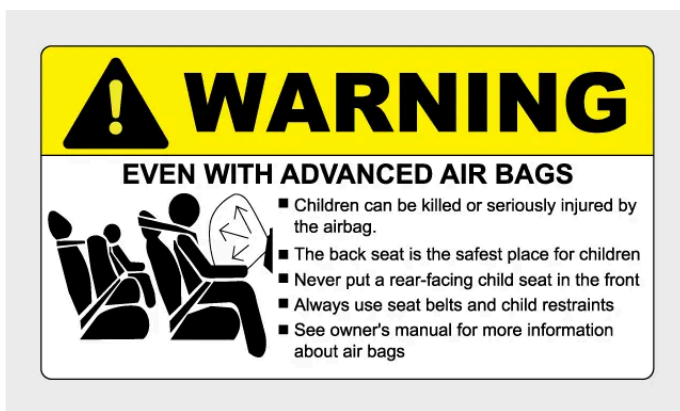 WARNING
EVEN WITH ADVANCED AIR BAGS
■ Children can be killed or seriously injured by
the airbag.
■ The back seat is the safest place for children
■ Never put a rear-facing child seat in the front
■ Always use seat belts and child restraints
■ See owner's manual for more information
about air bags